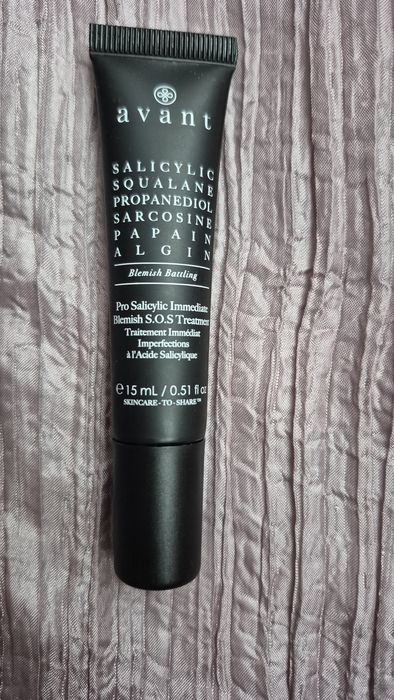 avant
SALICYLIC
SQUALANE
PROPANEDIOL
SARCOSINE
PAPAIN
ALGIN
Blemish Battling
Pro Salicylic Immediate
Blemish S.O.S Treatment
Traitement Immédiat
Imperfections
à l'Acide Salicylique
℮ 15 mL / 0.51 fl oz
SKINCARE-TO-SHARE™